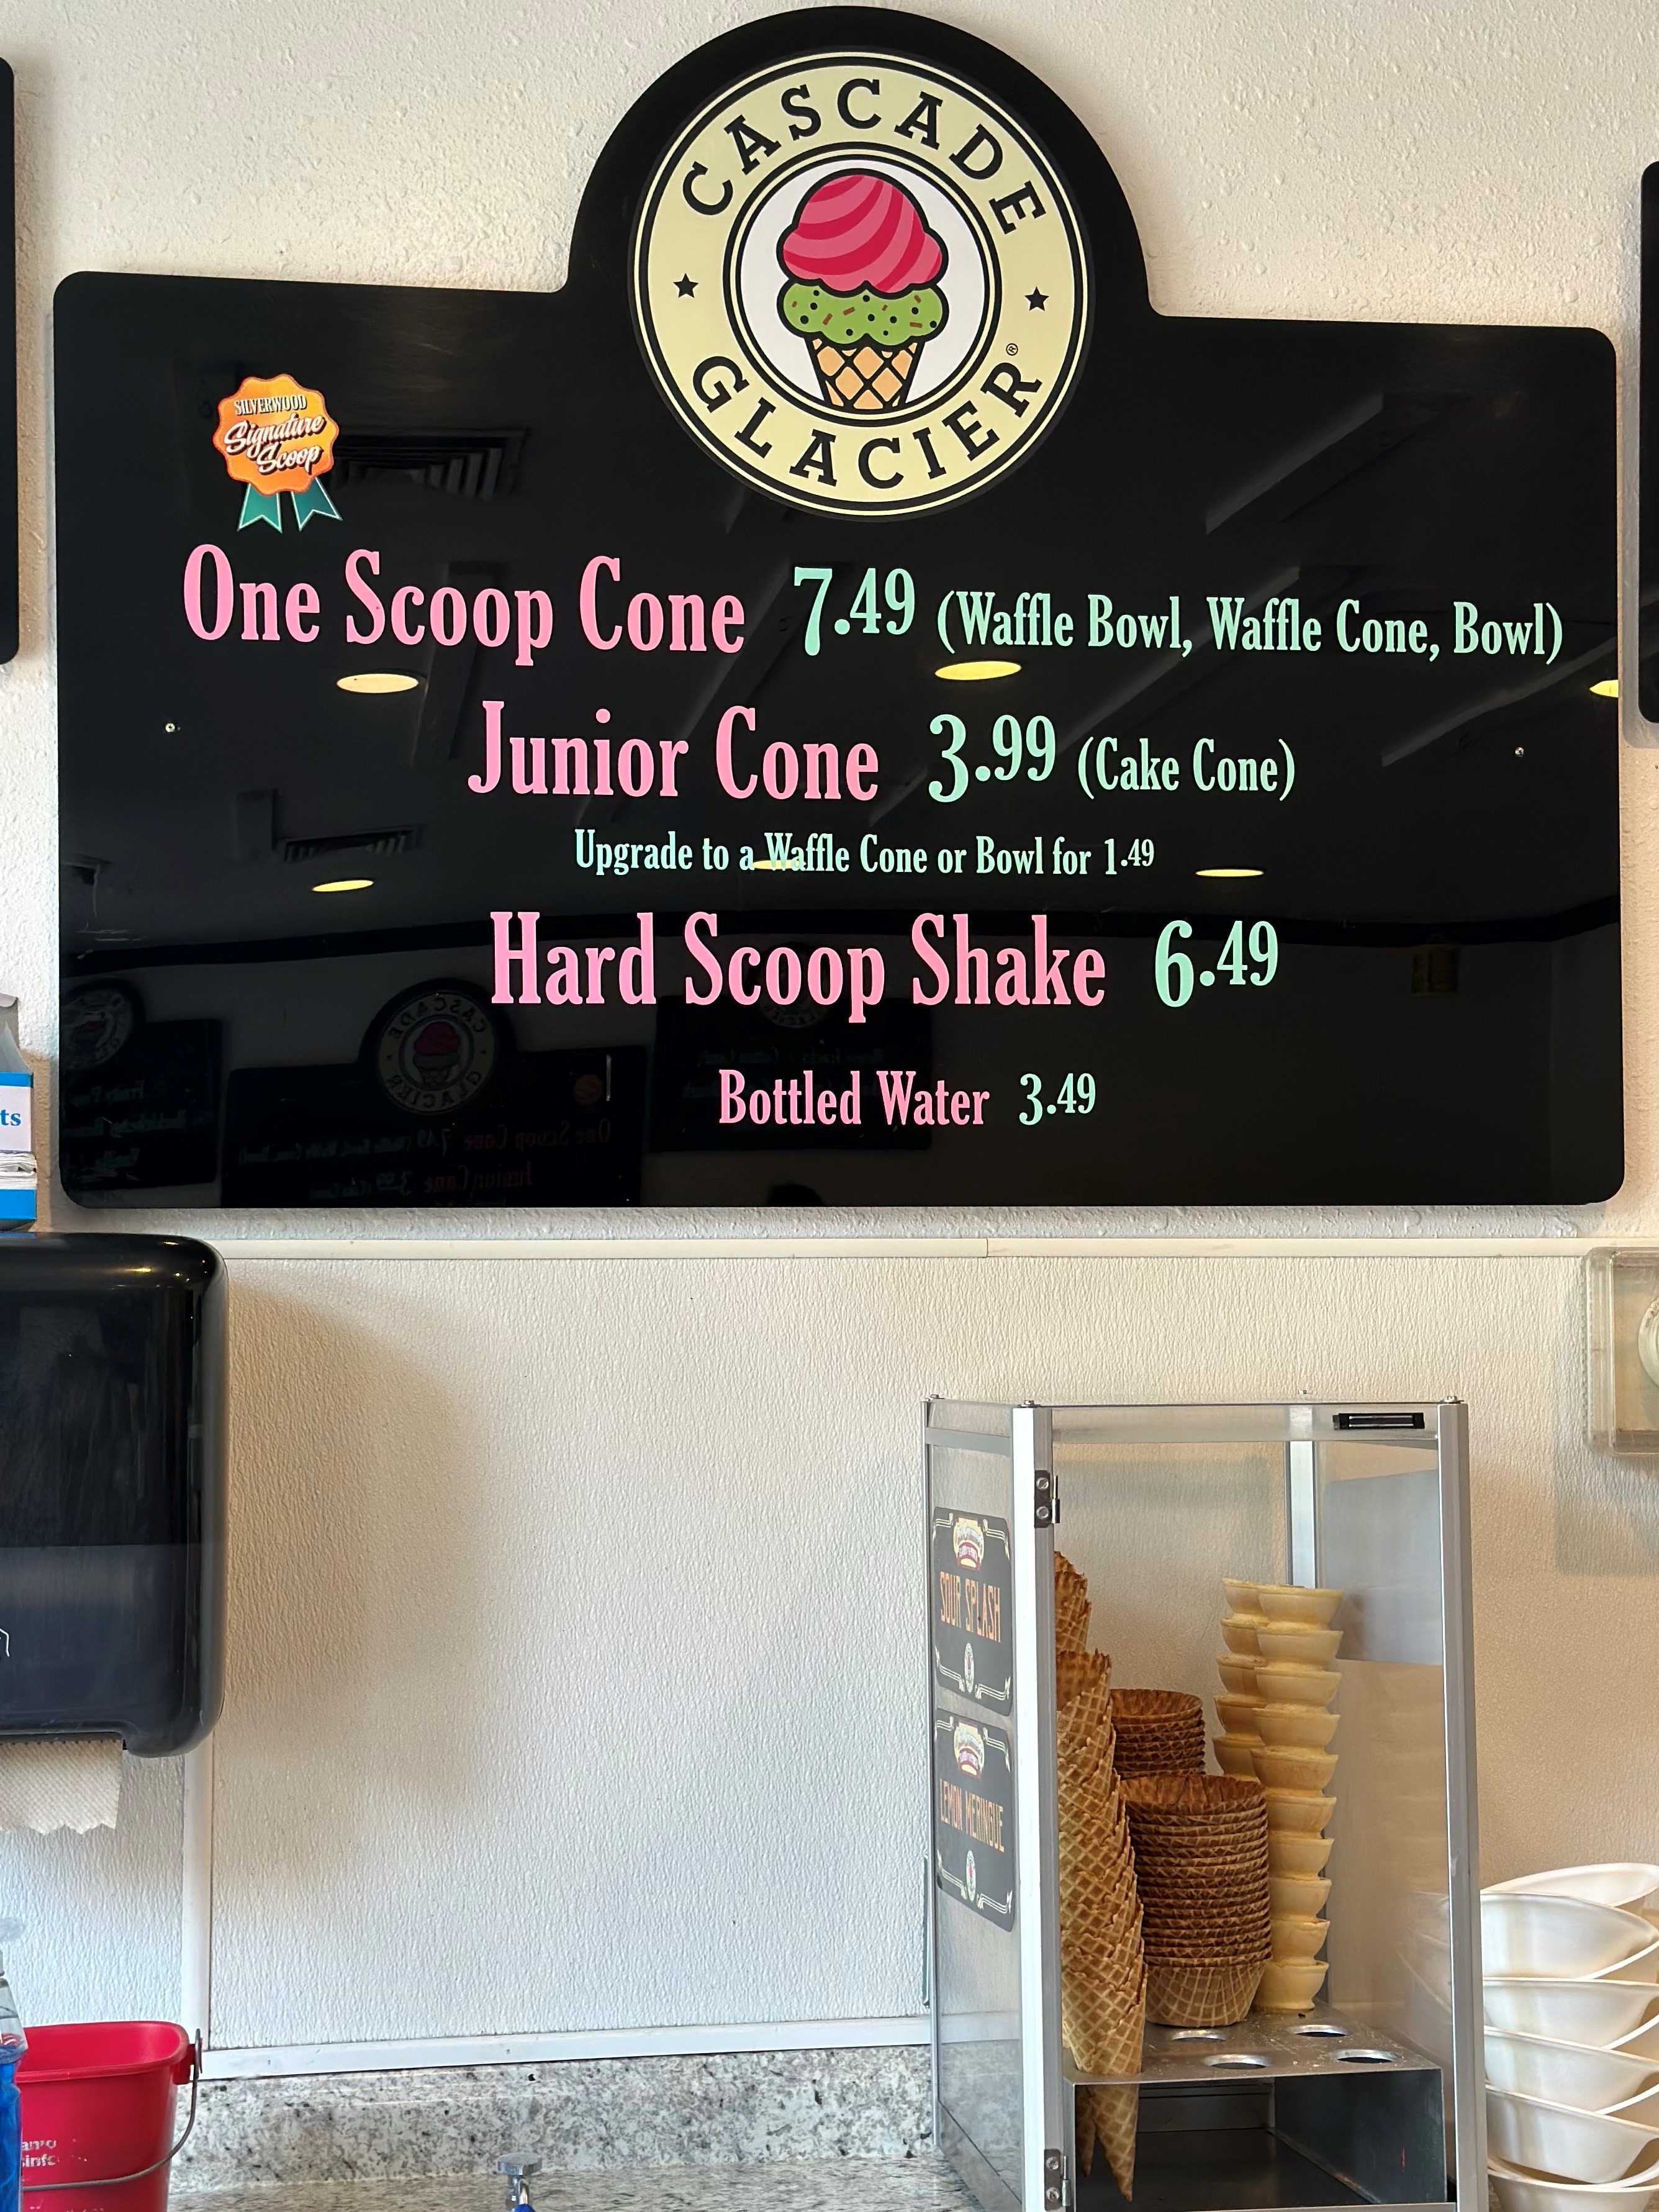 CASCADE
GLACIER®
SILVERWOOD
Signature
Scoop
One Scoop Cone 7.49 (Waffle Bowl, Waffle Cone, Bowl)
Junior Cone 3.99 (Cake Cone)
Upgrade to a Waffle Cone or Bowl for 1.49
Hard Scoop Shake 6.49
Bottled Water 3.49
ts
SOUR SPLASH
LEMON MERINGUE